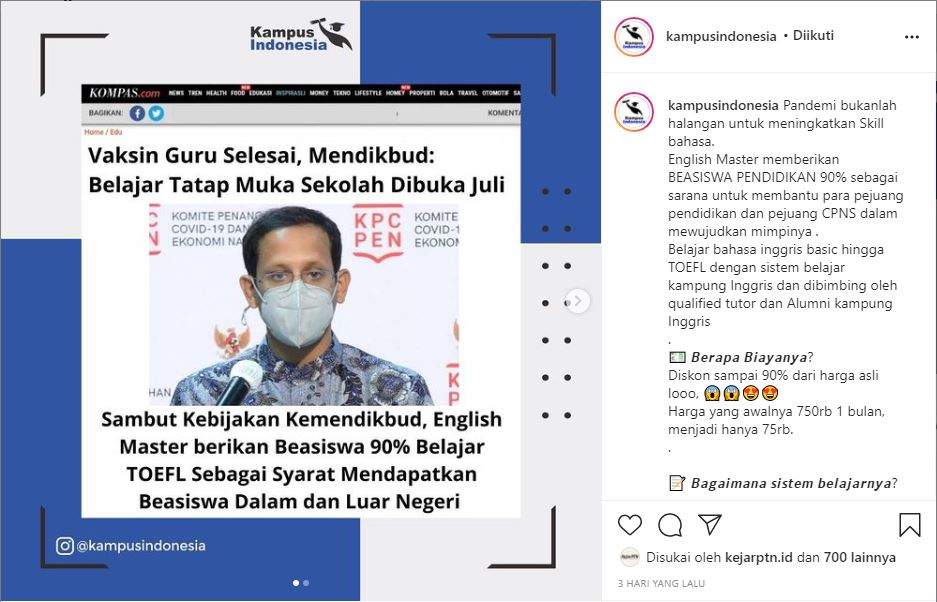 Kampus
Indonesia
KOMPAS.com NEWS TREN HEALTH FOOD EDUKASI INSPIRASLI MONEY TEKNO LIFESTYLE HOMEY PROPERTI BOLA TRAVEL OTOMOTIF SA
BAGIKAN: KOMENTA
Home / Edu
Vaksin Guru Selesai, Mendikbud:
Belajar Tatap Muka Sekolah Dibuka Juli
KOMITE PENANG
COVID-19 DAN
EKONOMI NA
KPC
PEN
KOMITE
COVID-
EKONOM
HAN
Sambut Kebijakan Kemendikbud, English
Master berikan Beasiswa 90% Belajar
TOEFL Sebagai Syarat Mendapatkan
Beasiswa Dalam dan Luar Negeri
@kampusindonesia
kampusindonesia • Diikuti
kampusindonesia Pandemi bukanlah
halangan untuk meningkatkan Skill
bahasa.
English Master memberikan
BEASISWA PENDIDIKAN 90% sebagai
sarana untuk membantu para pejuang
pendidikan dan pejuang CPNS dalam
mewujudkan mimpinya .
Belajar bahasa inggris basic hingga
TOEFL dengan sistem belajar
kampung Inggris dan dibimbing oleh
qualified tutor dan Alumni kampung
Inggris
.
💵 Berapa Biayanya?
Diskon sampai 90% dari harga asli
looo, 😱😱🤩🤩
Harga yang awalnya 750rb 1 bulan,
menjadi hanya 75rb.
.
📝 Bagaimana sistem belajarnya?
Disukai oleh kejarptn.id dan 700 lainnya
3 HARI YANG LALU